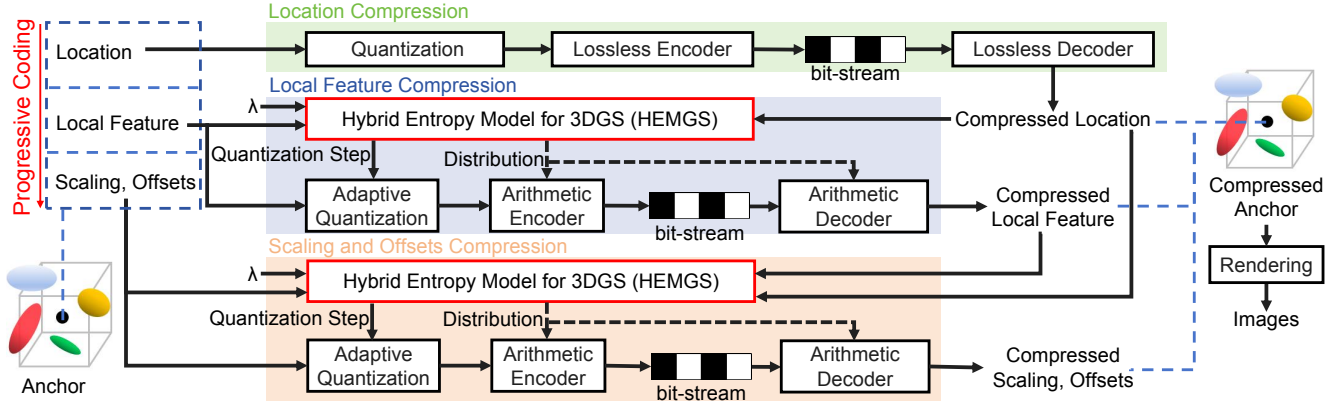 Progressive Coding
Location
Local Feature
Scaling, Offsets
Anchor
Location Compression
Quantization
Lossless Encoder
bit-stream
Lossless Decoder
Local Feature Compression
λ
Hybrid Entropy Model for 3DGS (HEMGS)
Compressed Location
Quantization Step
Distribution
Adaptive
Quantization
Arithmetic
Encoder
bit-stream
Arithmetic
Decoder
Compressed
Local Feature
Scaling and Offsets Compression
λ
Hybrid Entropy Model for 3DGS (HEMGS)
Quantization Step
Distribution
Adaptive
Quantization
Arithmetic
Encoder
bit-stream
Arithmetic
Decoder
Compressed
Scaling, Offsets
Compressed
Anchor
Rendering
Images